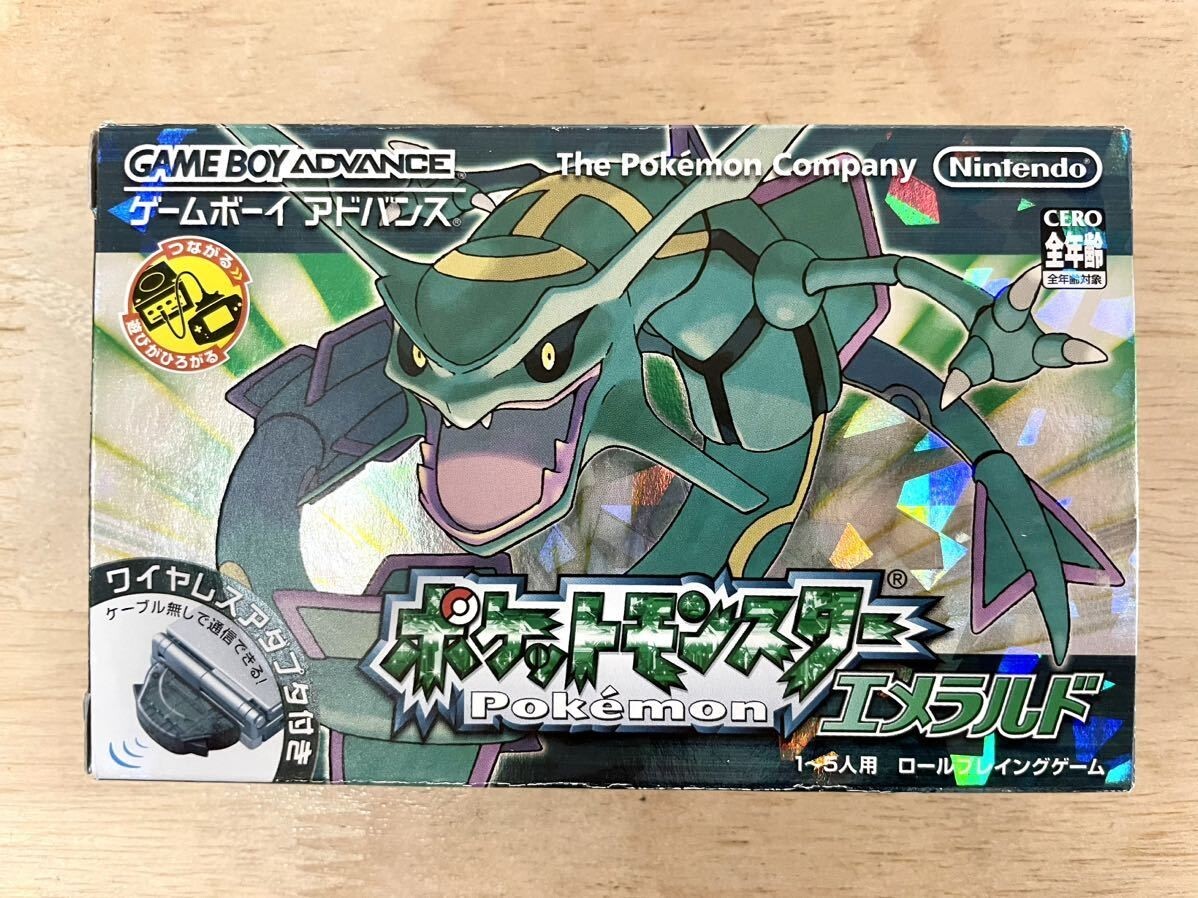 GAME BOY ADVANCE
ゲームボーイ アドバンス®
The Pokémon Company
Nintendo
CERO
全年齢
全年齢対象
つながる
遊びがひろがる
ワイヤレスアダプタ付き
ケーブル無しで通信できる!
ポケットモンスター®
Pokémon
エメラルド
1~5人用 ロールプレイングゲーム